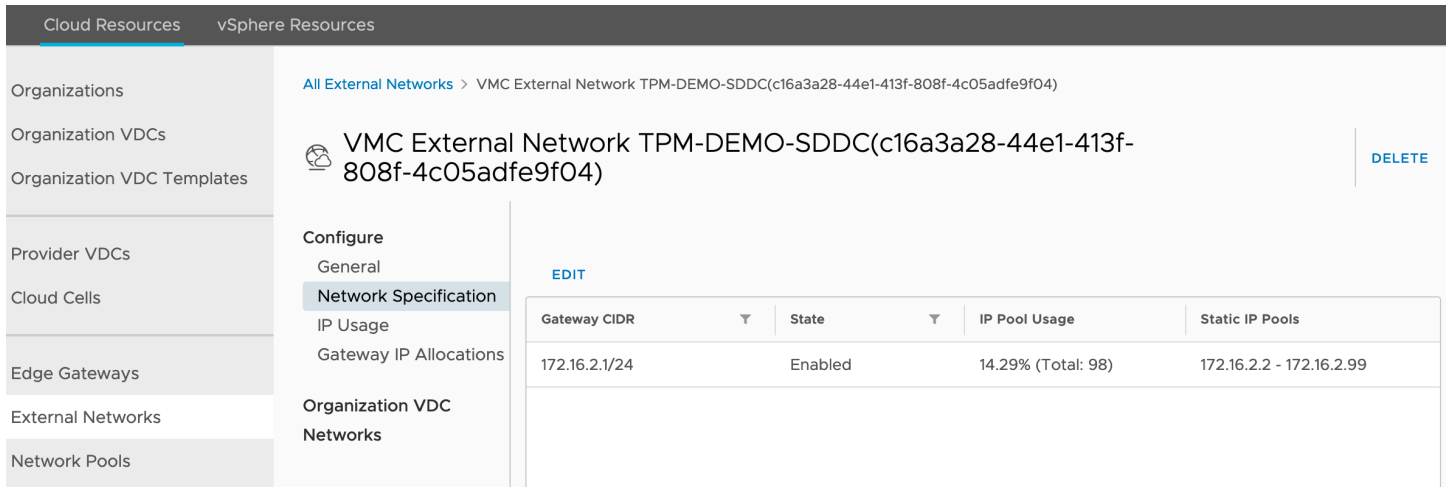 Cloud Resources vSphere Resources
Organizations
Organization VDCs
Organization VDC Templates
Provider VDCs
Cloud Cells
Edge Gateways
External Networks
Network Pools
All External Networks > VMC External Network TPM-DEMO-SDDC(c16a3a28-44e1-413f-808f-4c05adfe9f04)
VMC External Network TPM-DEMO-SDDC(c16a3a28-44e1-413f-
808f-4c05adfe9f04)
DELETE
Configure
General
Network Specification
IP Usage
Gateway IP Allocations
Organization VDC
Networks
EDIT
Gateway CIDR State IP Pool Usage Static IP Pools
172.16.2.1/24 Enabled 14.29% (Total: 98) 172.16.2.2 - 172.16.2.99